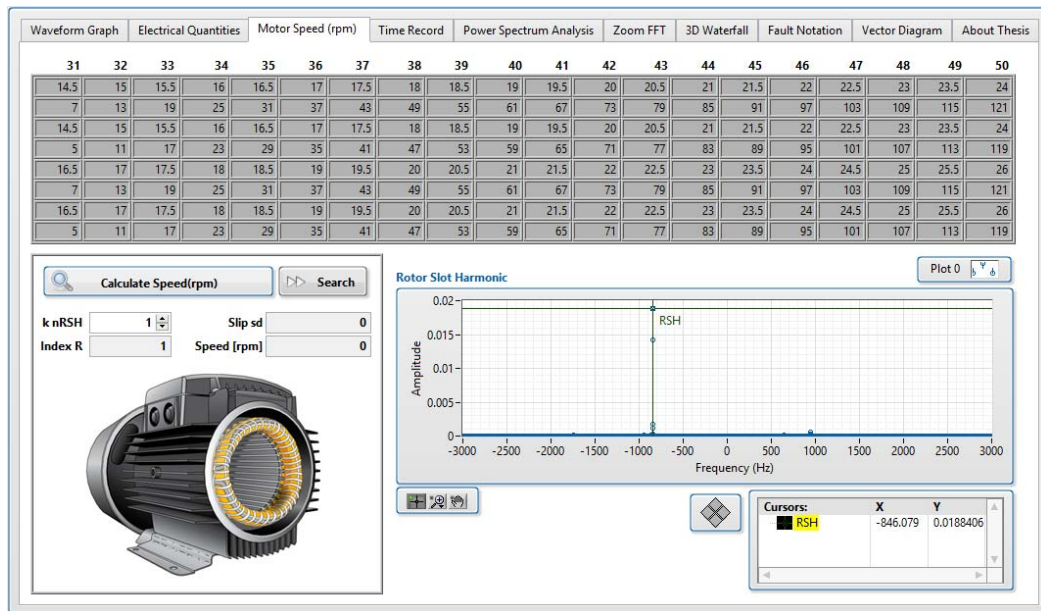 Waveform Graph Electrical Quantities Motor Speed (rpm) Time Record Power Spectrum Analysis Zoom FFT 3D Waterfall Fault Notation Vector Diagram About Thesis
31 32 33 34 35 36 37 38 39 40 41 42 43 44 45 46 47 48 49 50
14.5 15 15.5 16 16.5 17 17.5 18 18.5 19 19.5 20 20.5 21 21.5 22 22.5 23 23.5 24
7 13 19 25 31 37 43 49 55 61 67 73 79 85 91 97 103 109 115 121
14.5 15 15.5 16 16.5 17 17.5 18 18.5 19 19.5 20 20.5 21 21.5 22 22.5 23 23.5 24
5 11 17 23 29 35 41 47 53 59 65 71 77 83 89 95 101 107 113 119
16.5 17 17.5 18 18.5 19 19.5 20 20.5 21 21.5 22 22.5 23 23.5 24 24.5 25 25.5 26
7 13 19 25 31 37 43 49 55 61 67 73 79 85 91 97 103 109 115 121
16.5 17 17.5 18 18.5 19 19.5 20 20.5 21 21.5 22 22.5 23 23.5 24 24.5 25 25.5 26
5 11 17 23 29 35 41 47 53 59 65 71 77 83 89 95 101 107 113 119
Calculate Speed(rpm) Search
k nRSH 1 Slip sd 0
Index R 1 Speed [rpm] 0
Rotor Slot Harmonic
Plot 0
0.02
0.015
0.01
0.005
0
Amplitude
RSH
-3000 -2500 -2000 -1500 -1000 -500 0 500 1000 1500 2000 2500 3000
Frequency (Hz)
Cursors: X Y
RSH -846.079 0.0188406